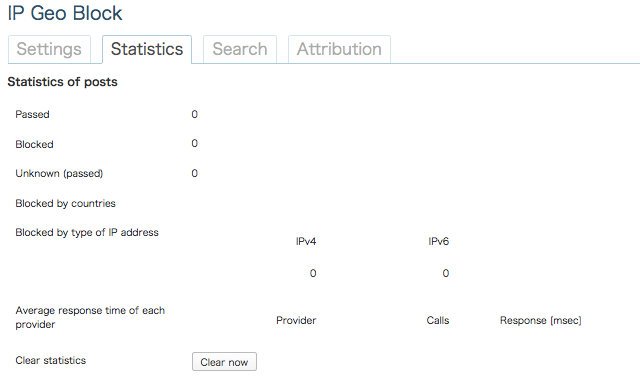 IP Geo Block
Settings Statistics Search Attribution
Statistics of posts
Passed 0
Blocked 0
Unknown (passed) 0
Blocked by countries
Blocked by type of IP address
IPv4 IPv6
0 0
Average response time of each
provider
Provider Calls Response [msec]
Clear statistics Clear now